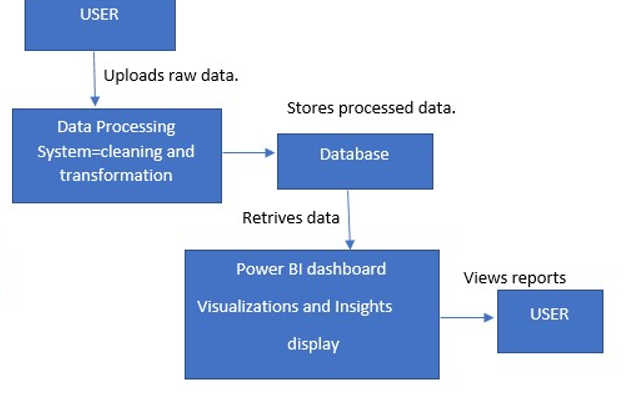 USER
Uploads raw data.
Stores processed data.
Data Processing
System=cleaning and
transformation
Database
Retrives data
Power BI dashboard
Visualizations and Insights
display
Views reports
USER